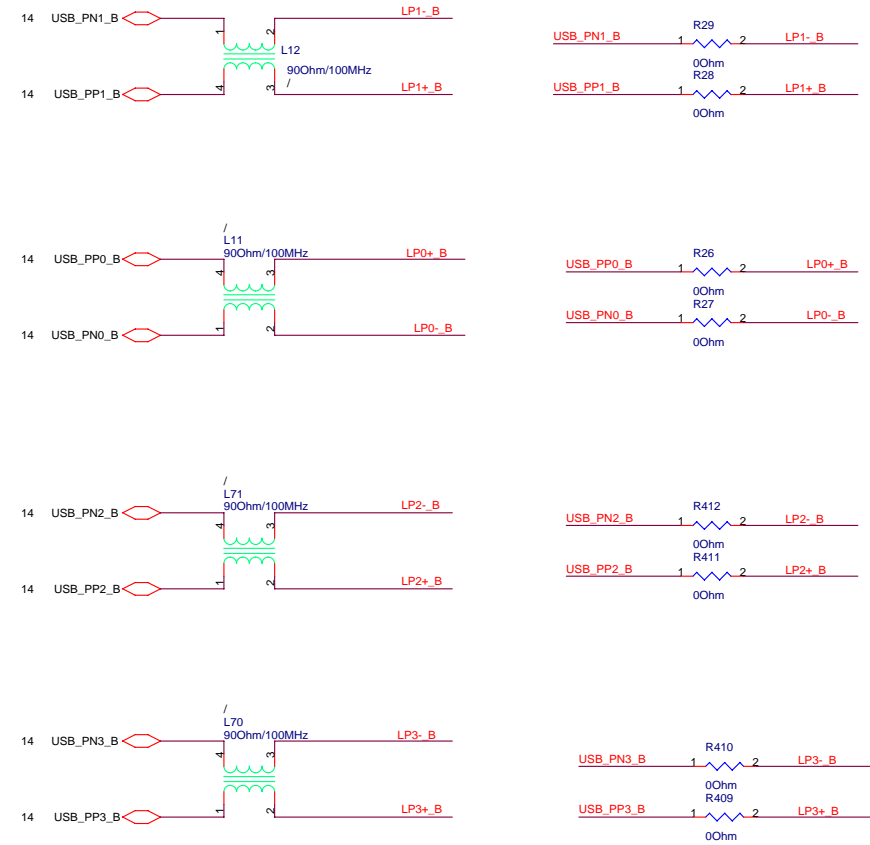 14 USB_PN1_B LP1-_B
1 2
L12
90Ohm/100MHz
/
4 3
14 USB_PP1_B LP1+_B
R29
USB_PN1_B 1 2 LP1-_B
0Ohm
R28
USB_PP1_B 1 2 LP1+_B
0Ohm
/
L11
90Ohm/100MHz
14 USB_PP0_B LP0+_B
4 3
1 2
14 USB_PN0_B LP0-_B
R26
USB_PP0_B 1 2 LP0+_B
0Ohm
R27
USB_PN0_B 1 2 LP0-_B
0Ohm
/
L71
90Ohm/100MHz
14 USB_PN2_B LP2-_B
4 3
1 2
14 USB_PP2_B LP2+_B
R412
USB_PN2_B 1 2 LP2-_B
0Ohm
R411
USB_PP2_B 1 2 LP2+_B
0Ohm
/
L70
90Ohm/100MHz
14 USB_PN3_B LP3-_B
4 3
1 2
14 USB_PP3_B LP3+_B
R410
USB_PN3_B 1 2 LP3-_B
0Ohm
R409
USB_PP3_B 1 2 LP3+_B
0Ohm